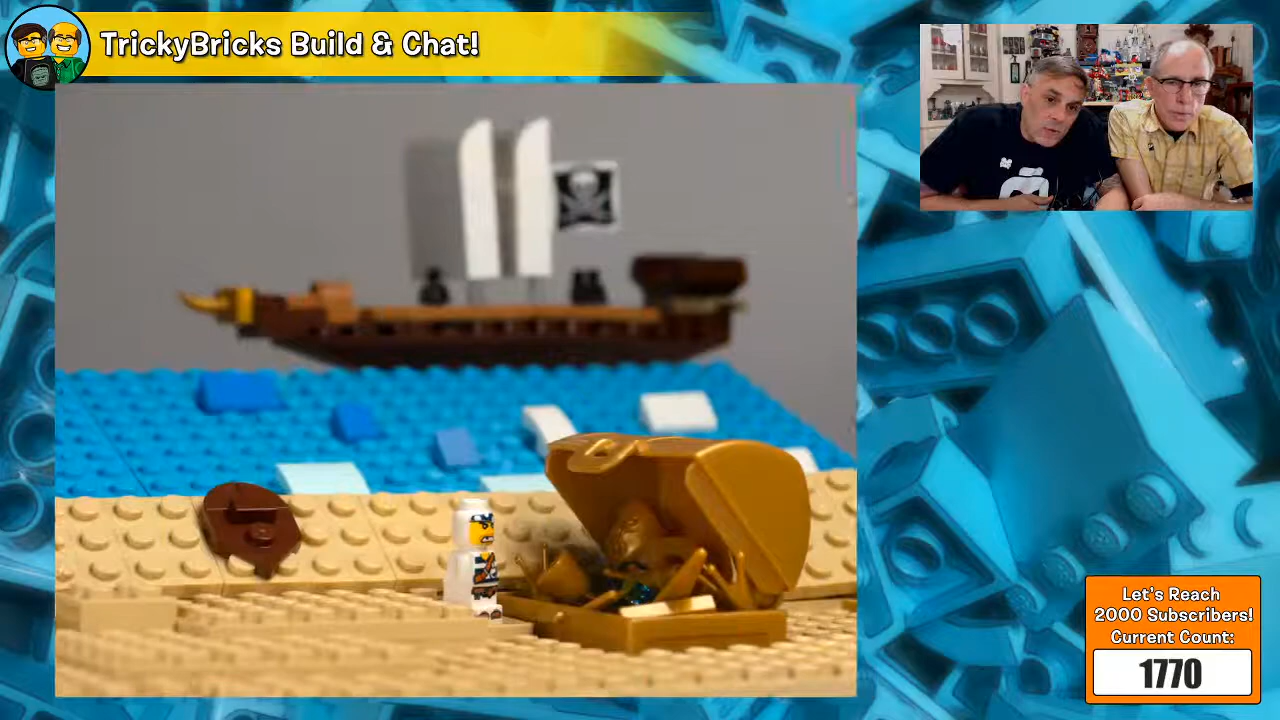 TrickyBricks Build & Chat!
Let's Reach
2000 Subscribers!
Current Count:
1770